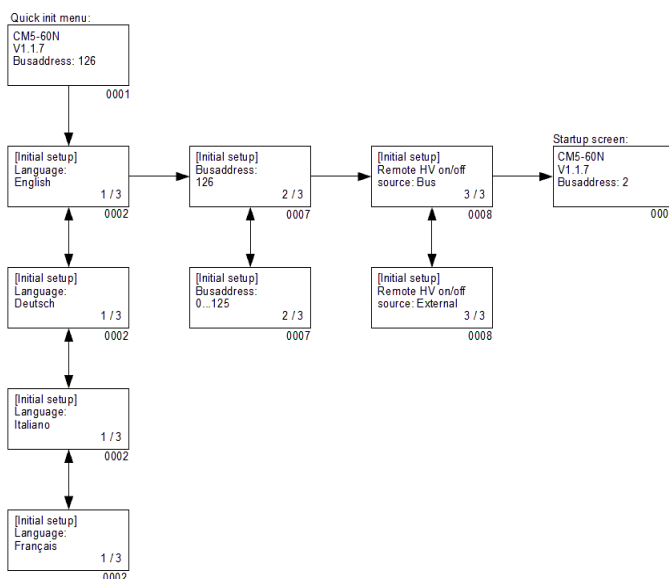 Quick init menu:
CM5-60N
V1.1.7
Busaddress: 126
0001
[Initial setup]
Language:
English
1 / 3
0002
[Initial setup]
Busaddress:
126
2 / 3
0007
[Initial setup]
Remote HV on/off
source: Bus
3 / 3
0008
Startup screen:
CM5-60N
V1.1.7
Busaddress: 2
[Initial setup]
Language:
Deutsch
1 / 3
0002
[Initial setup]
Busaddress:
0...125
2 / 3
0007
[Initial setup]
Remote HV on/off
source: External
3 / 3
0008
[Initial setup]
Language:
Italiano
1 / 3
0002
[Initial setup]
Language:
Français
1 / 3
0002